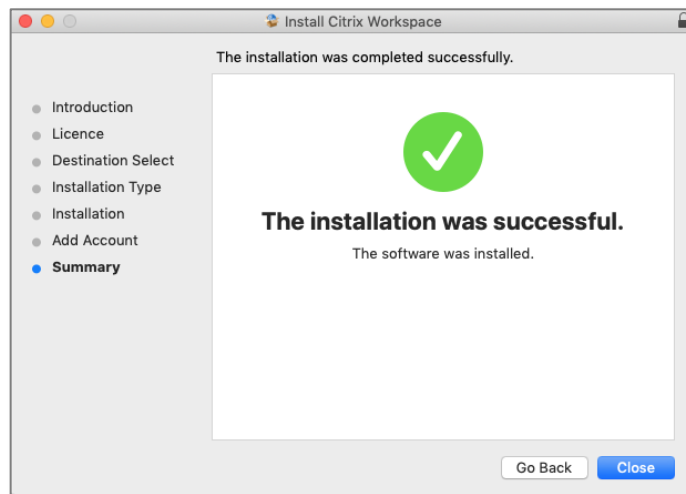 Install Citrix Workspace
The installation was completed successfully.
Introduction
Licence
Destination Select
Installation Type
Installation
Add Account
Summary
The installation was successful.
The software was installed.
Go Back
Close